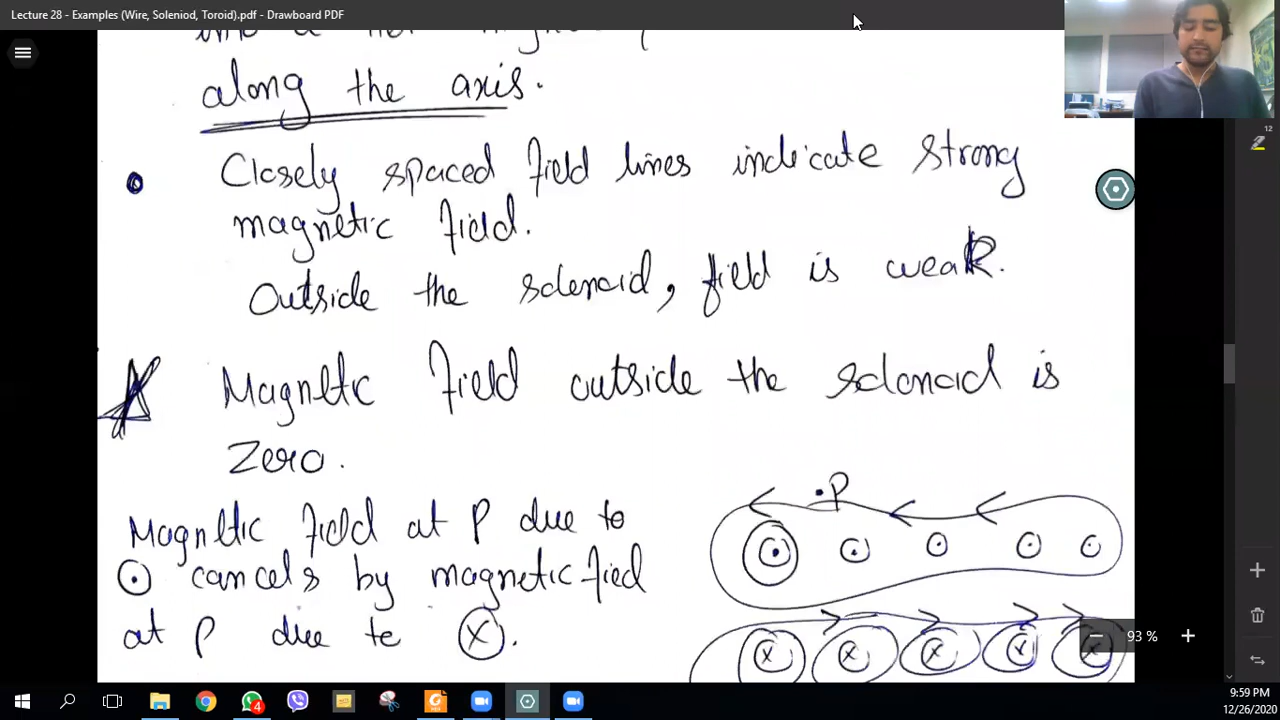 Lecture 28 - Examples (Wire, Soleniod, Toroid).pdf - Drawboard PDF
along the axis.
Closely spaced field lines indicate strong
magnetic field.
Outside the solenoid, field is weak.
Magnetic field outside the solenoid is
Zero.
•P
Magnetic field at P due to
⊙ cancels by magnetic field
at P due to ⓧ.
12
93 %
4
9:59 PM
12/26/2020